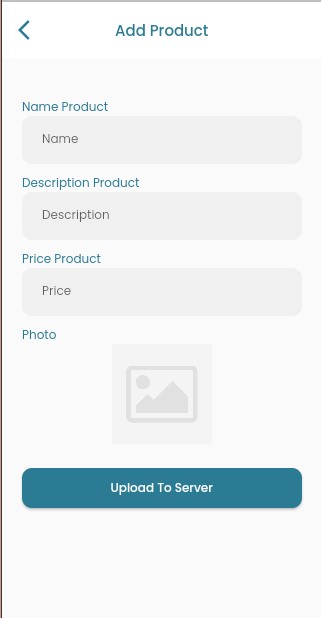 Add Product
Name Product
Name
Description Product
Description
Price Product
Price
Photo
Upload To Server